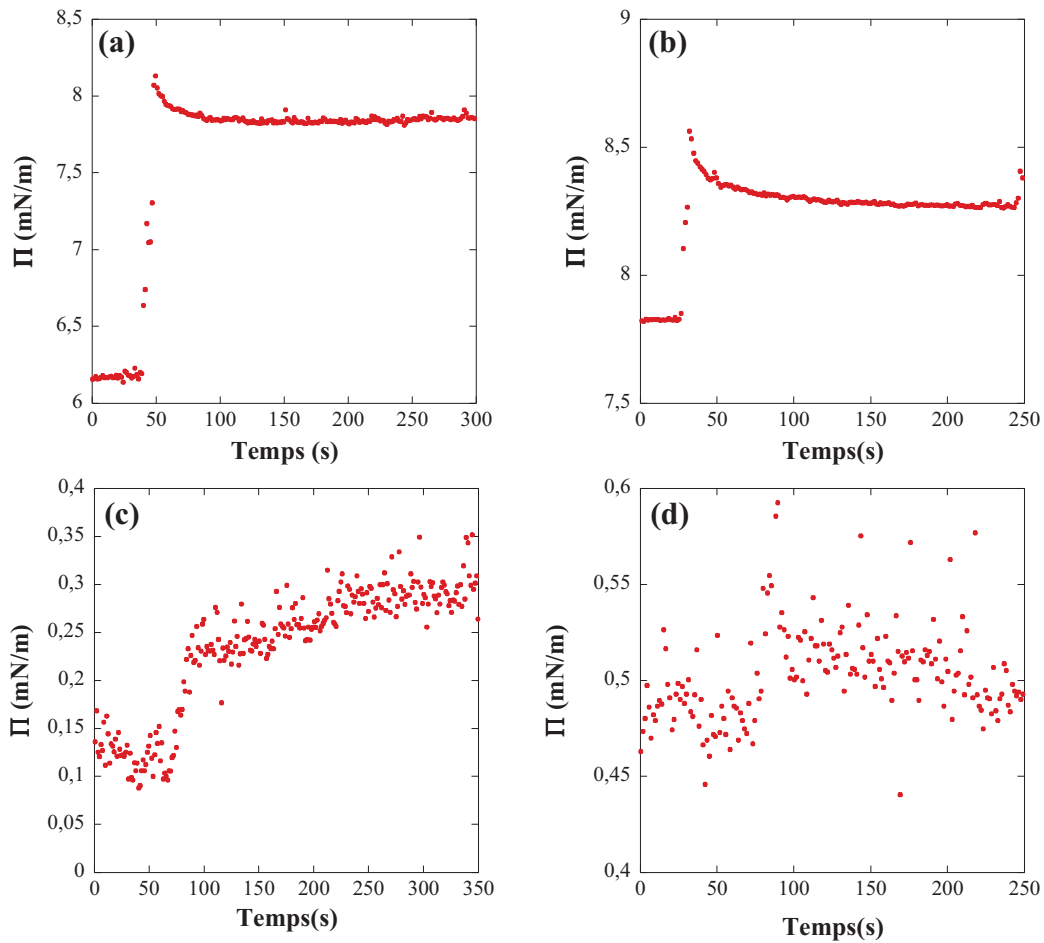 (a)
8,5
8
7,5
7
6,5
6
0 50 100 150 200 250 300
Temps (s)
Π (mN/m)
(b)
9
8,5
8
7,5
0 50 100 150 200 250
Temps(s)
Π (mN/m)
(c)
0,4
0,35
0,3
0,25
0,2
0,15
0,1
0,05
0
0 50 100 150 200 250 300 350
Temps(s)
Π (mN/m)
(d)
0,6
0,55
0,5
0,45
0,4
0 50 100 150 200 250
Temps(s)
Π (mN/m)